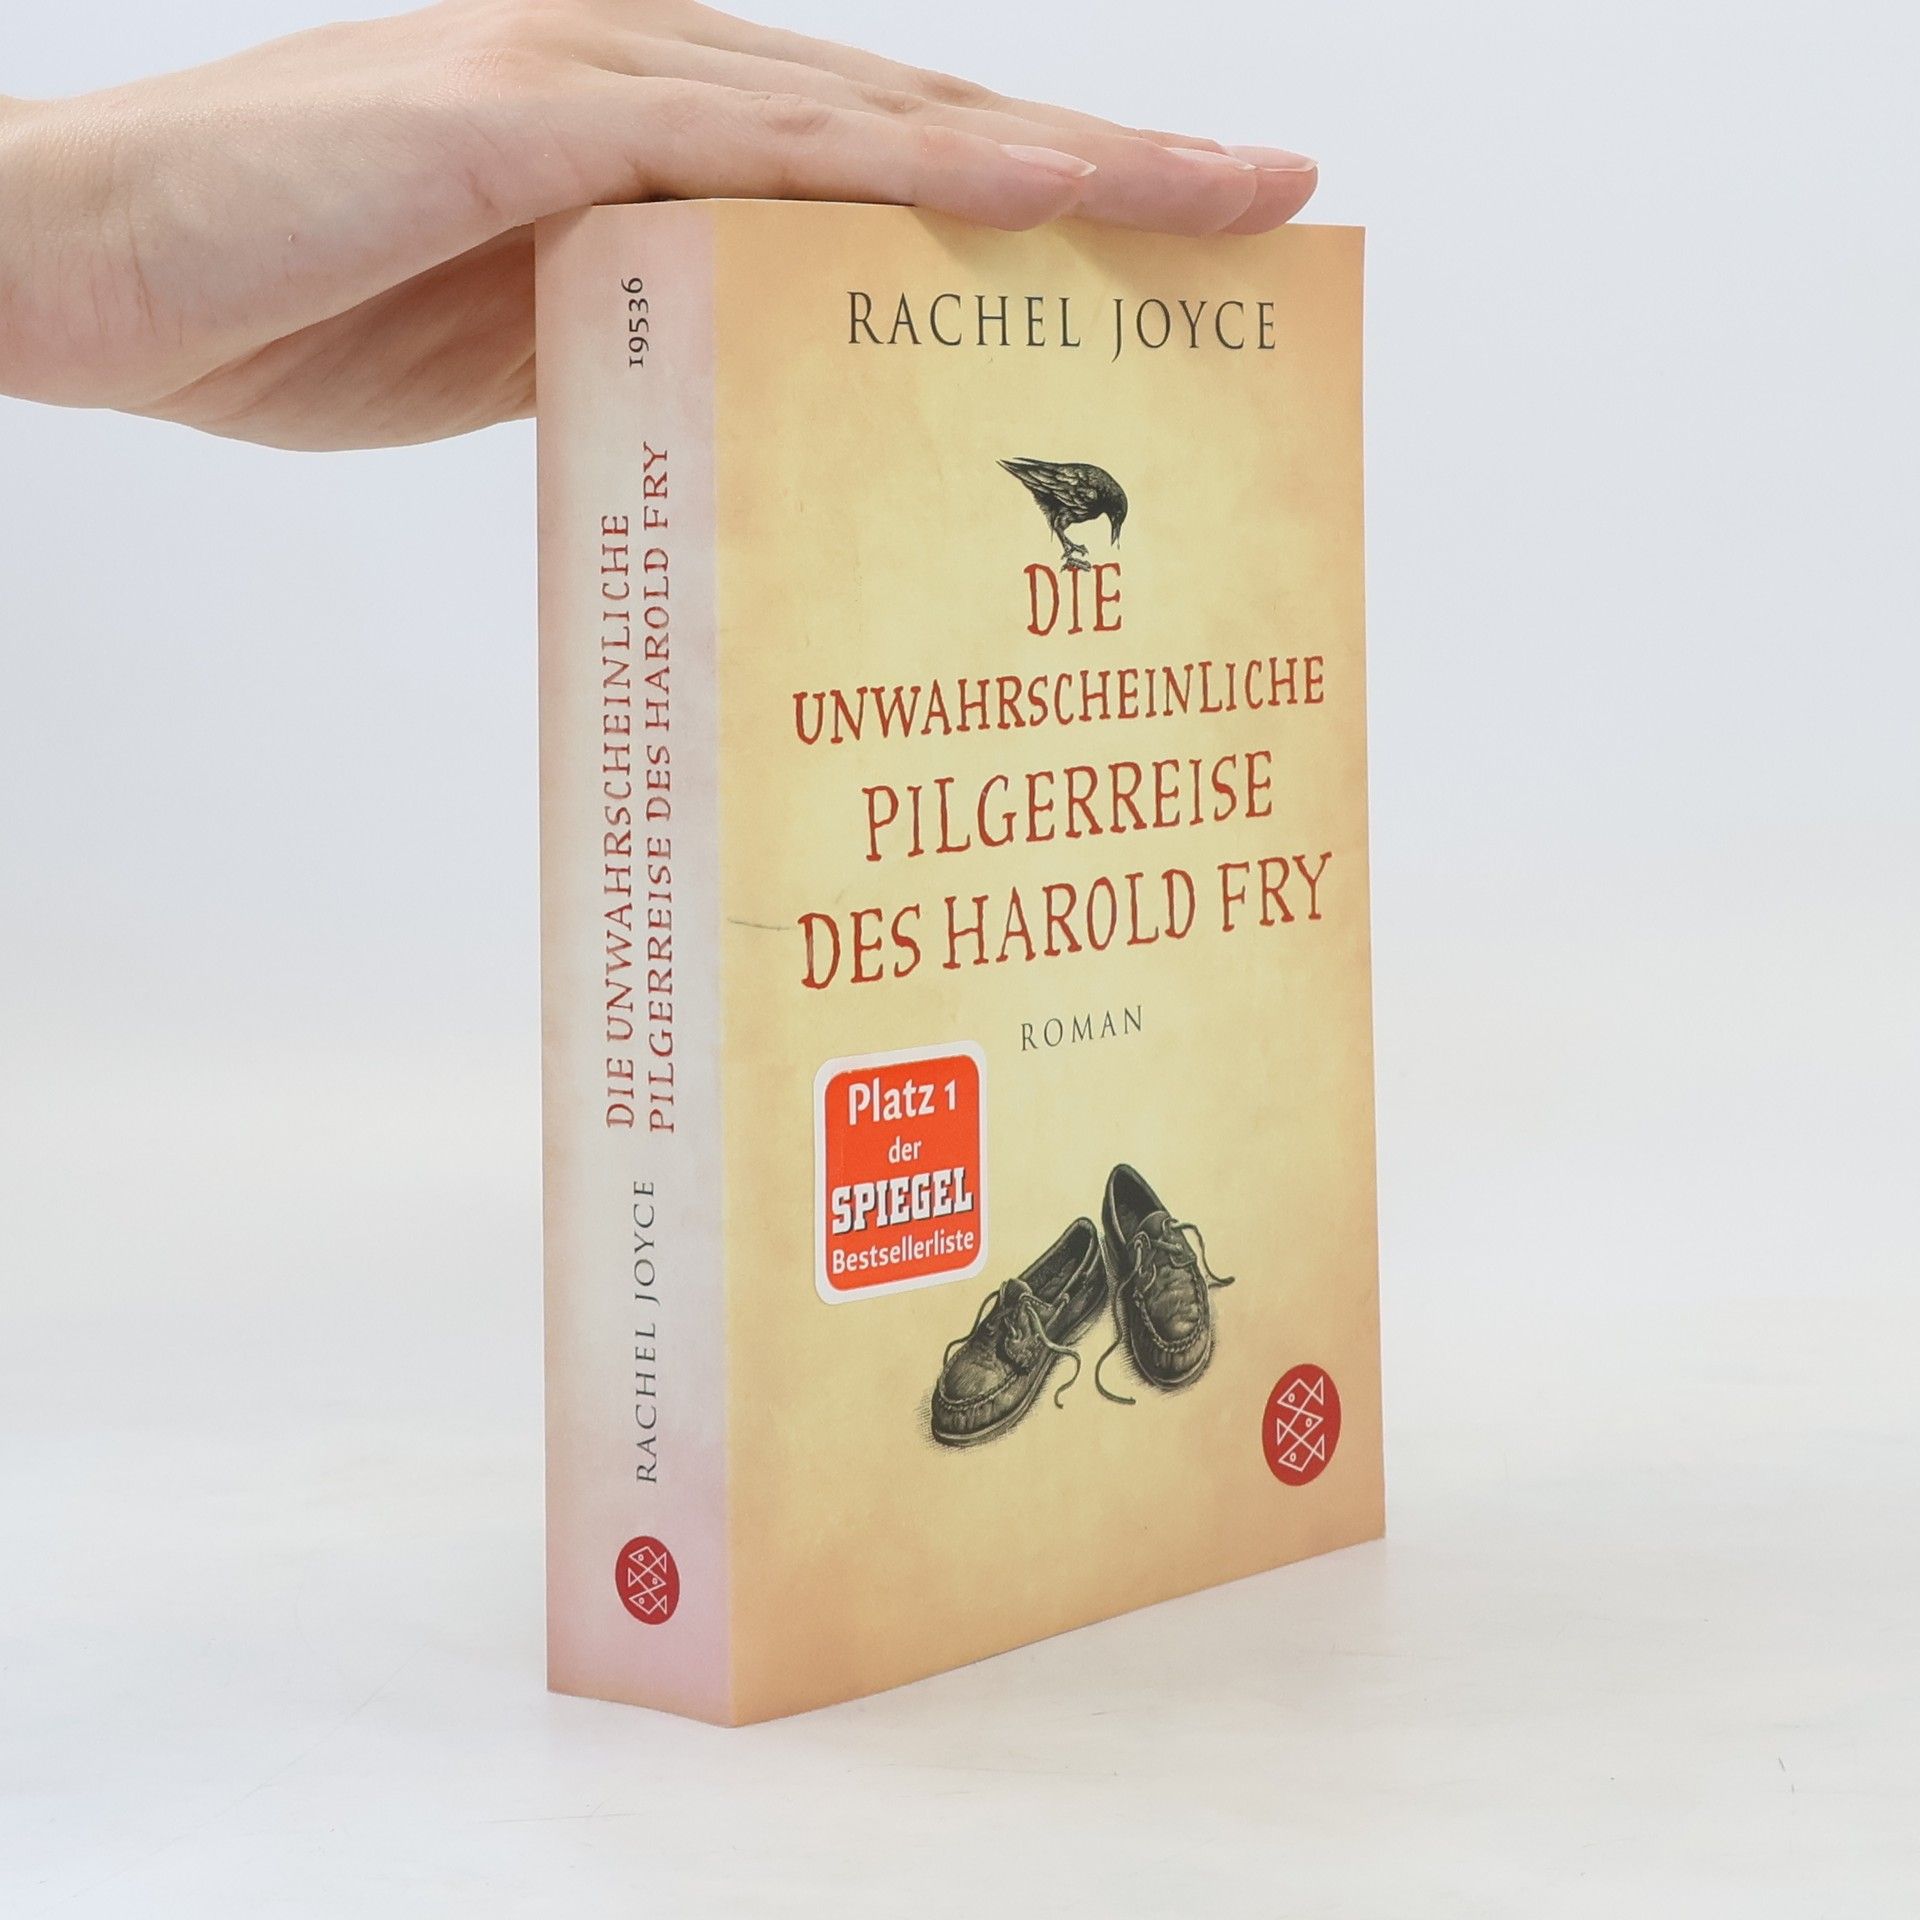 19536
DIE UNWAHRSCHEINLICHE
PILGERREISE DES HAROLD FRY
RACHEL JOYCE
RACHEL JOYCE
DIE
UNWAHRSCHEINLICHE
PILGERREISE
DES HAROLD FRY
ROMAN
Platz 1
der
SPIEGEL
Bestsellerliste